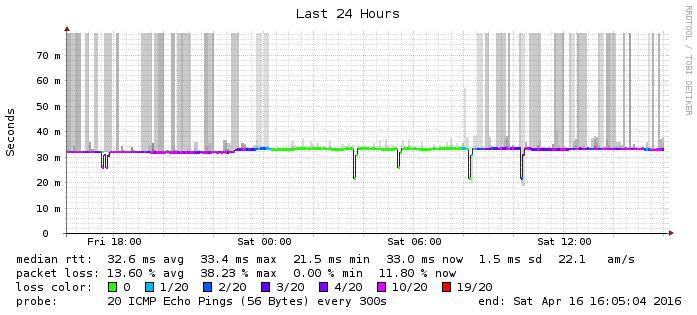 Last 24 Hours
RRDTOOL / TOBI OETIKER
Seconds
70 m
60 m
50 m
40 m
30 m
20 m
10 m
0
Fri 18:00 Sat 00:00 Sat 06:00 Sat 12:00
median rtt: 32.6 ms avg 33.4 ms max 21.5 ms min 33.0 ms now 1.5 ms sd 22.1 am/s
packet loss: 13.60 % avg 38.23 % max 0.00 % min 11.80 % now
loss color: 0 1/20 2/20 3/20 4/20 10/20 19/20
probe: 20 ICMP Echo Pings (56 Bytes) every 300s end: Sat Apr 16 16:05:04 2016